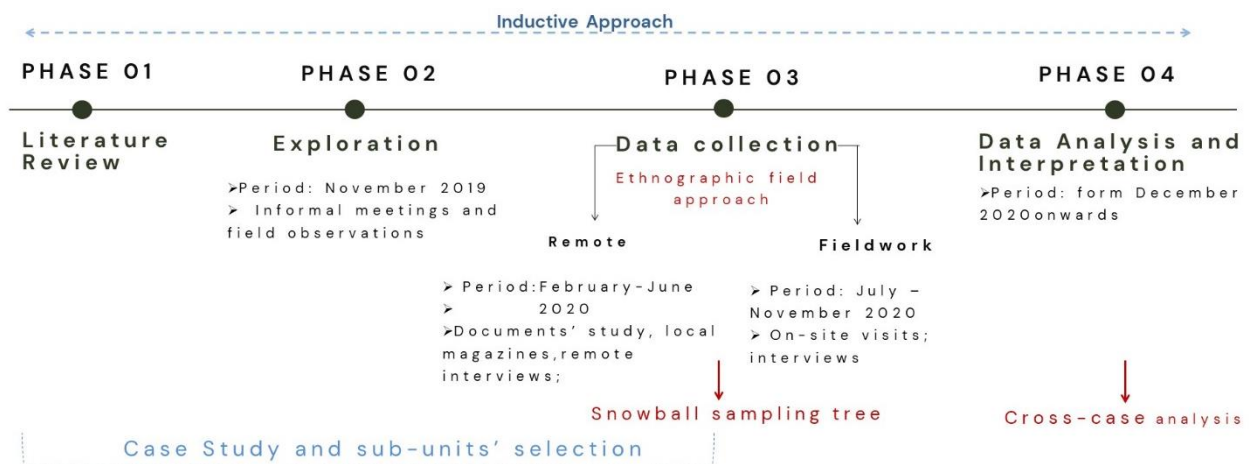 Inductive Approach
PHASE 01
PHASE 02
PHASE 03
PHASE 04
Literature
Review
Exploration
➢Period: November 2019
➢ Informal meetings and
field observations
Data collection
Ethnographic field
approach
Remote
➢ Period:February-June
➢ 2020
➢Documents’ study, local
magazines,remote
interviews;
Fieldwork
➢ Period: July –
November 2020
➢ On-site visits;
interviews
Data Analysis and
Interpretation
➢Period: form December
2020onwards
Snowball sampling tree
Cross-case analysis
Case Study and sub-units’ selection